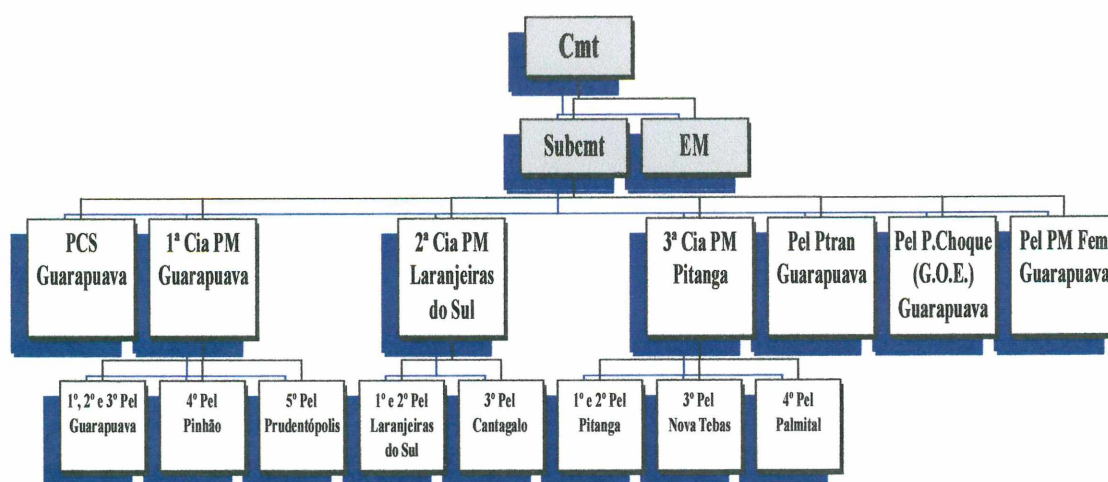 Cmt
Subcmt
EM
PCS
Guarapuava
1ª Cia PM
Guarapuava
2ª Cia PM
Laranjeiras
do Sul
3ª Cia PM
Pitanga
Pel Ptran
Guarapuava
Pel P.Choque
(G.O.E.)
Guarapuava
Pel PM Fem
Guarapuava
1º, 2º e 3º Pel
Guarapuava
4º Pel
Pinhão
5º Pel
Prudentópolis
1º e 2º Pel
Laranjeiras
do Sul
3º Pel
Cantagalo
1º e 2º Pel
Pitanga
3º Pel
Nova Tebas
4º Pel
Palmital